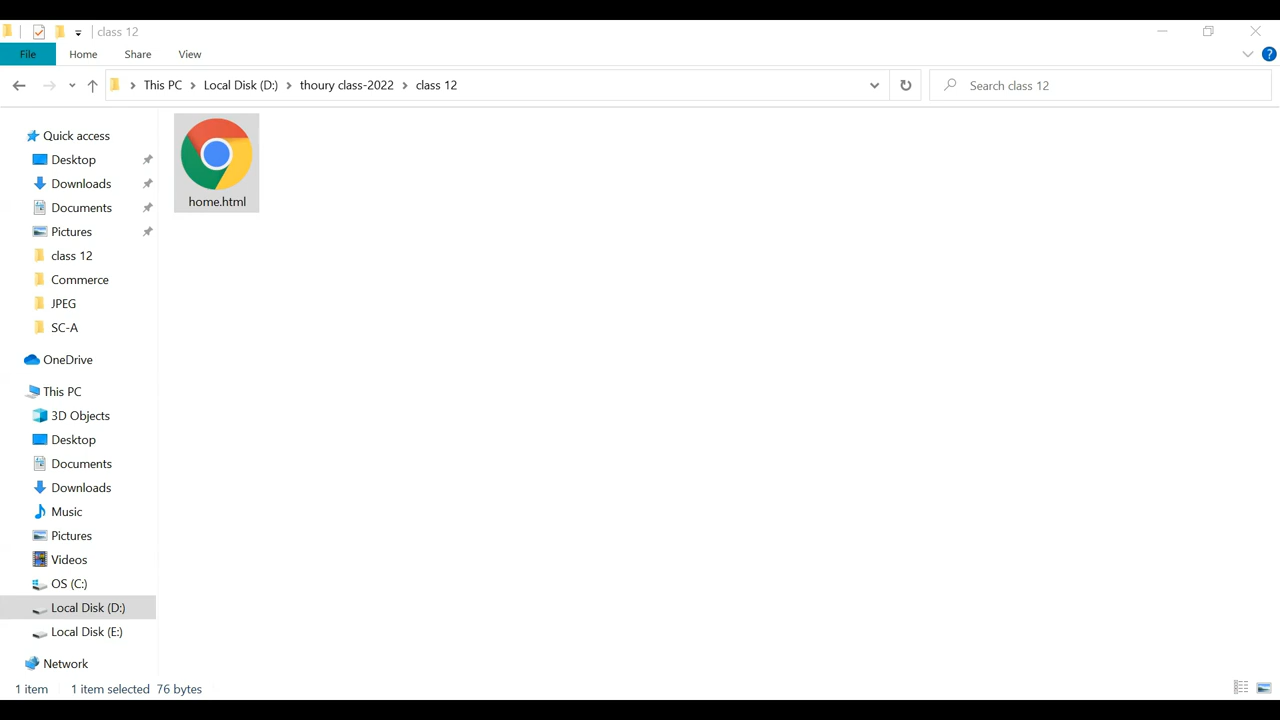 class 12
File Home Share View
This PC Local Disk (D:) thoury class-2022 class 12 Search class 12
Quick access
Desktop
Downloads
Documents
Pictures
class 12
Commerce
JPEG
SC-A
OneDrive
This PC
3D Objects
Desktop
Documents
Downloads
Music
Pictures
Videos
OS (C:)
Local Disk (D:)
Local Disk (E:)
Network
home.html
1 item 1 item selected 76 bytes